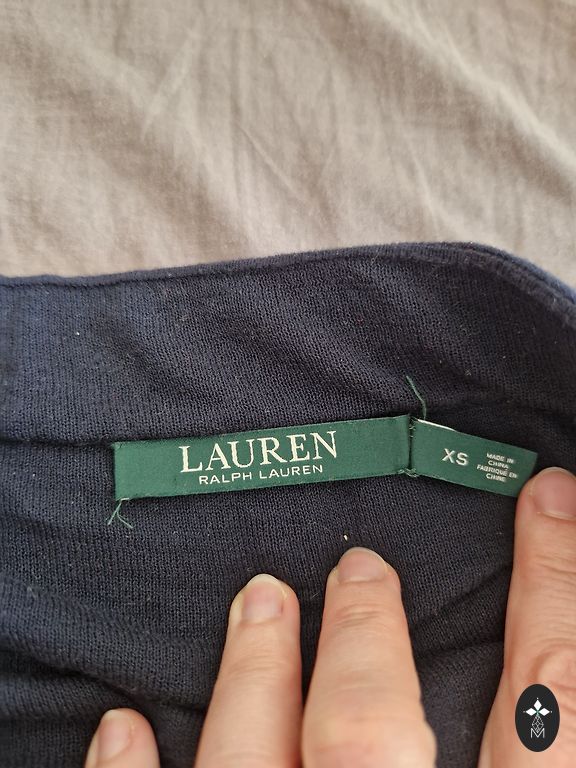 LAUREN
RALPH LAUREN
XS
MADE IN
CHINA
FABRIQUÉ EN
CHINE
M